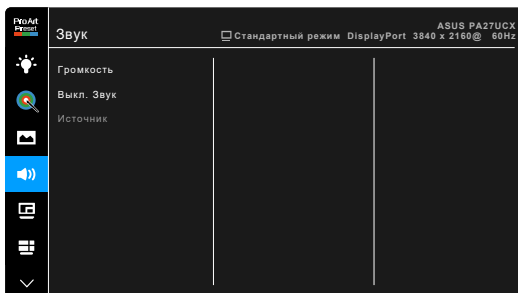 ProArt
Preset
Звук
ASUS PA27UCX
Стандартный режим DisplayPort 3840 x 2160@ 60Hz
Громкость
Выкл. Звук
Источник